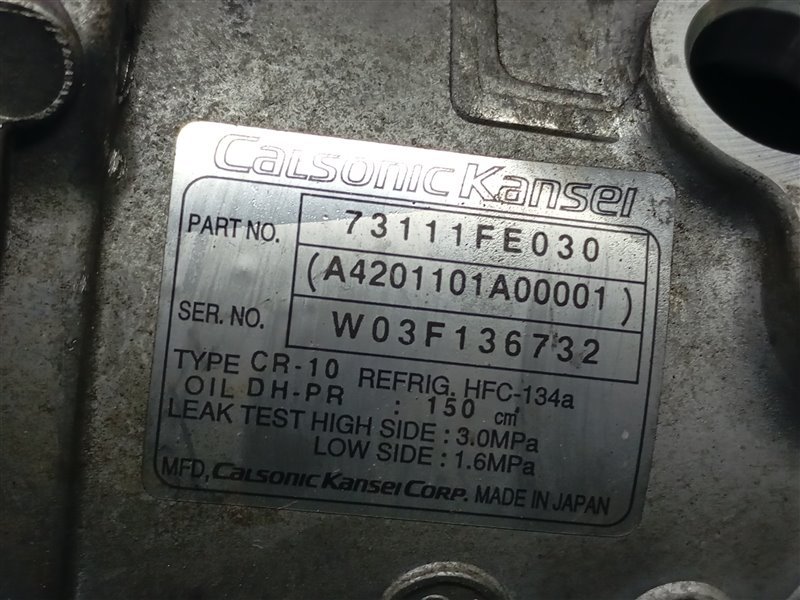 Calsonic Kansei
PART NO. 73111FE030
(A4201101A00001)
SER. NO. W03F136732
TYPE CR-10 REFRIG. HFC-134a
OIL DH-PR : 150 cm³
LEAK TEST HIGH SIDE : 3.0MPa
LOW SIDE : 1.6MPa
MFD, CALSONIC KANSEI CORP. MADE IN JAPAN